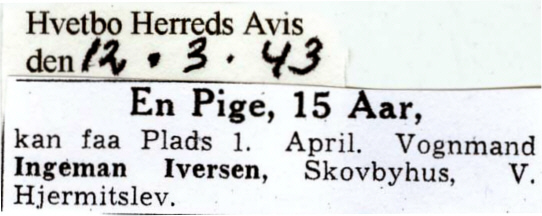 Hvetbo Herreds Avis
den 12 . 3 . 43
En Pige, 15 Aar,
kan faa Plads 1. April. Vognmand
Ingeman Iversen, Skovbyhus, V.
Hjermitslev.